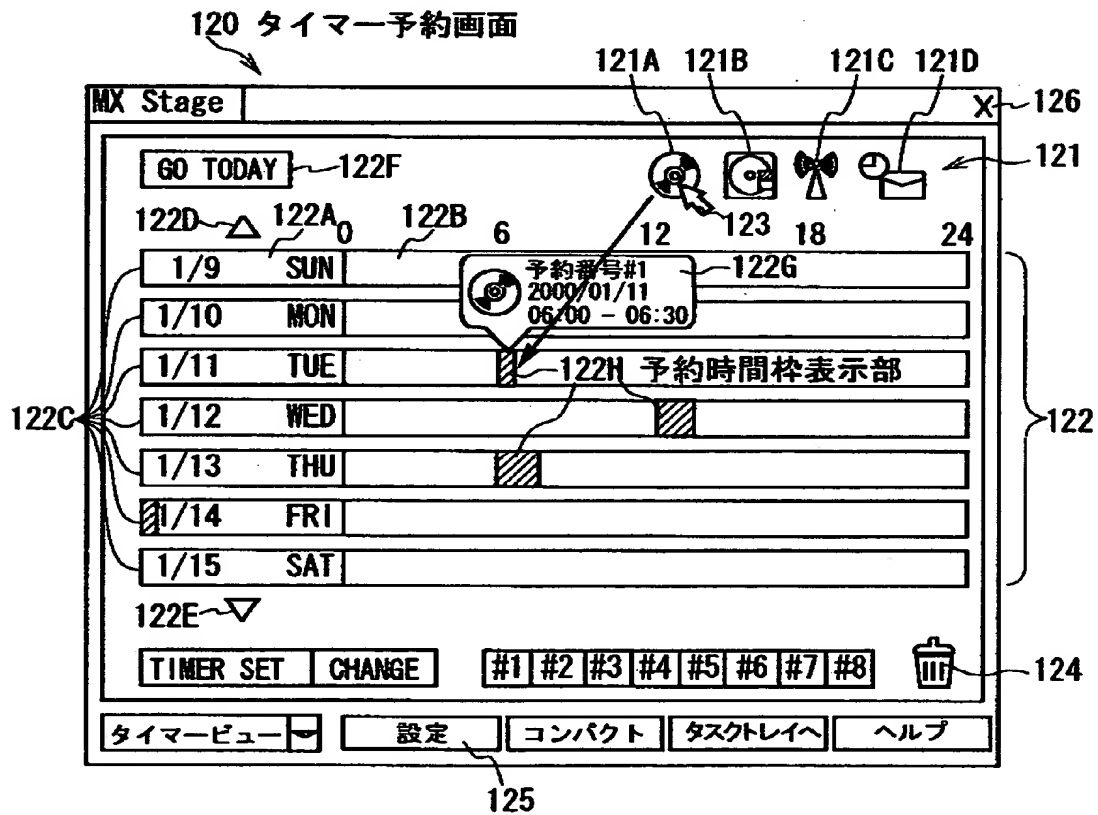 120 タイマー予約画面
121A 121B 121C 121D
MX Stage X 126
GO TODAY 122F 121
123
122D 122A 0 122B 6 12 18 24
1/9 SUN 予約番号#1 122G
2000/01/11
1/10 MON 06:00 - 06:30
1/11 TUE 122H 予約時間枠表示部
122C 1/12 WED 122
1/13 THU
1/14 FRI
1/15 SAT
122E
TIMER SET CHANGE #1 #2 #3 #4 #5 #6 #7 #8 124
タイマービュー 設定 コンパクト タスクトレイへ ヘルプ
125